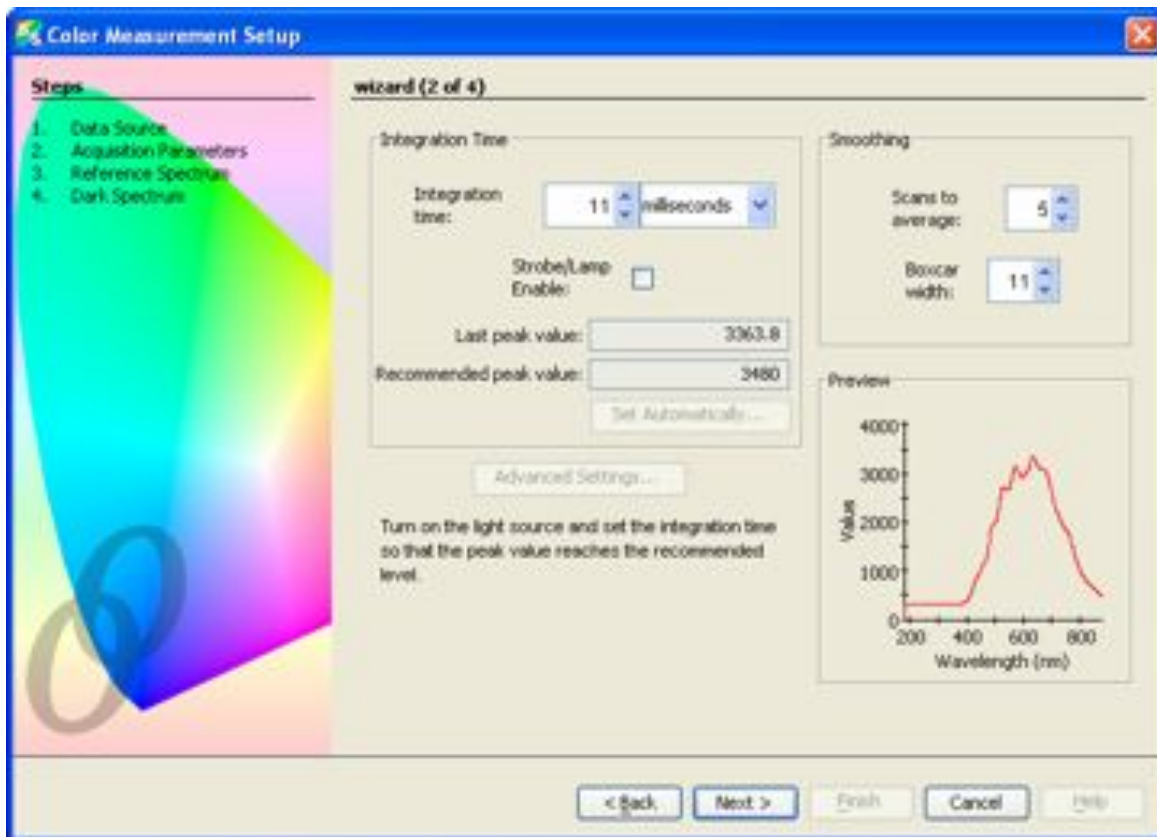 Color Measurement Setup
Steps
1. Data Source
2. Acquisition Parameters
3. Reference Spectrum
4. Dark Spectrum
wizard (2 of 4)
Integration Time
Integration
time:
11
milliseconds
Strobe/Lamp
Enable:
Last peak value:
3363.8
Recommended peak value:
3480
Set Automatically...
Advanced Settings...
Turn on the light source and set the integration time
so that the peak value reaches the recommended
level.
Smoothing
Scans to
average:
5
Boxcar
width:
11
Preview
4000
3000
2000
1000
0
Value
200 400 600 800
Wavelength (nm)
< Back
Next >
Finish
Cancel
Help